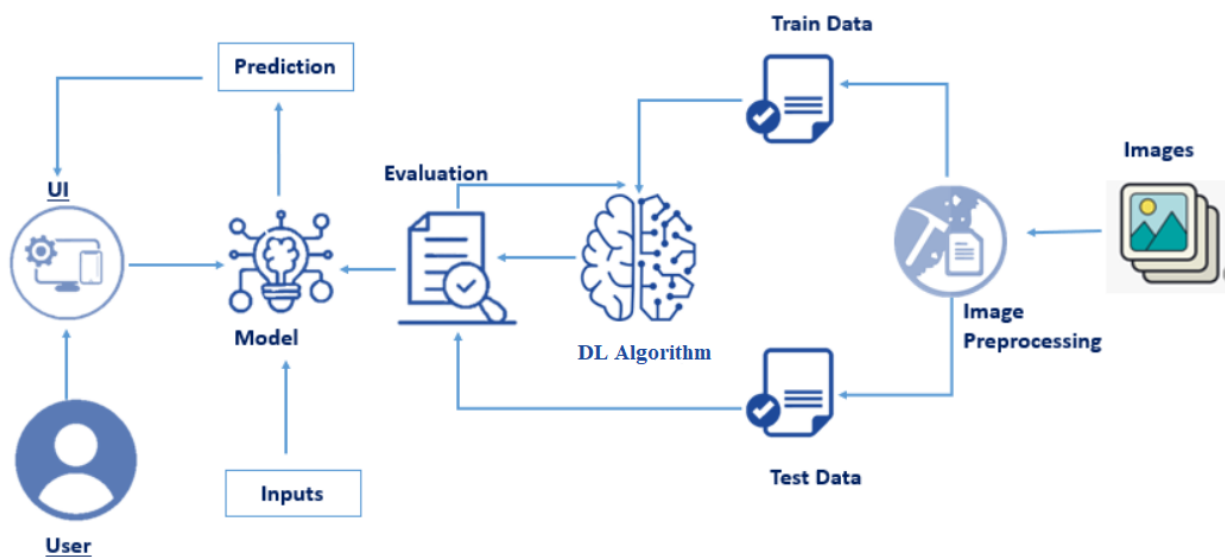 Train Data
Prediction
Images
Evaluation
UI
Image
Preprocessing
Model
DL Algorithm
Test Data
Inputs
User